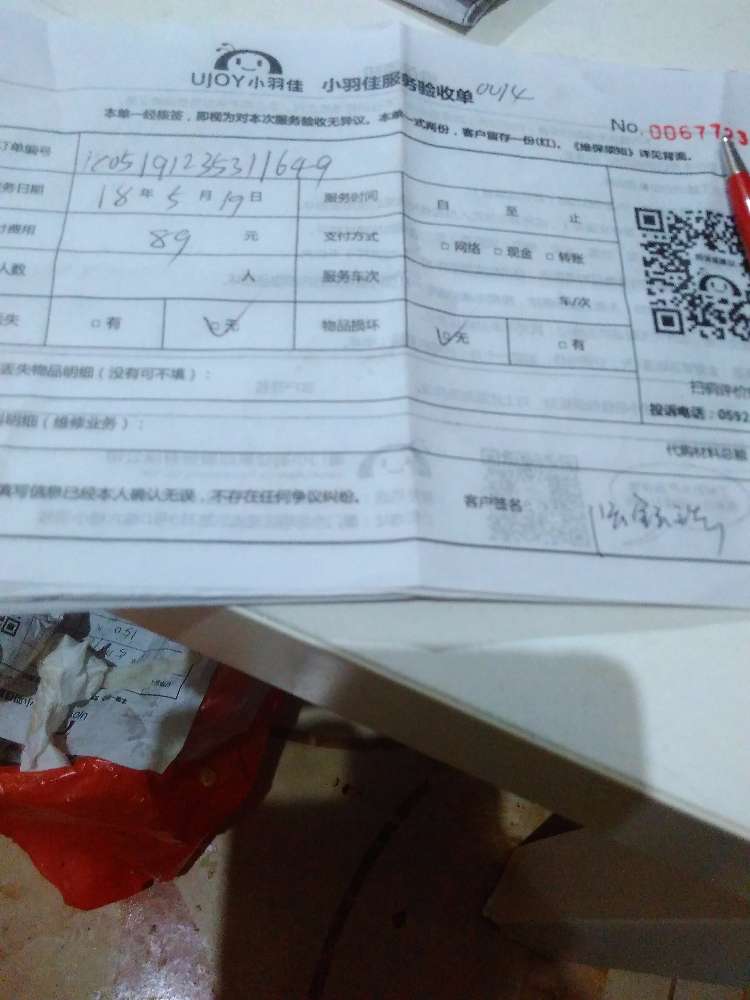 UJOY小羽佳 小羽佳服务验收单 0414
No. 0067723
本单一经签签，即视为对本次服务验收无异议。本单一式两份，客户留存一份(红)。《维保须知》详见背面。
订单编号
18年5月19日 服务时间 自 至 止
费用 89 元 支付方式 □网络 □现金 □转账
人数 人 服务车次 车/次
失 □有 □无 物品损坏 □无 □有
丢失物品明细（没有可不填）：
扫码评价
投诉电话：0592
明细（维修业务）：
代购材料总额
填写信息已经本人确认无误，不存在任何争议纠纷。 客户签名